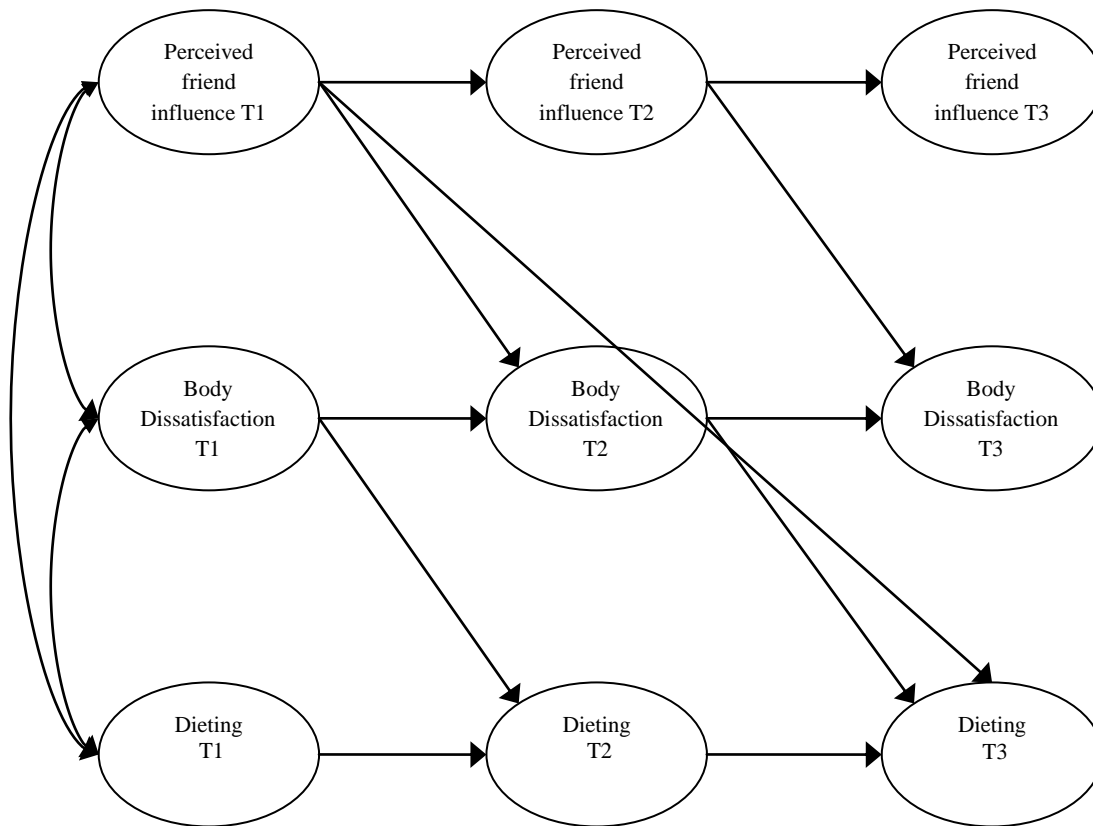 Perceived
friend
influence T1
Perceived
friend
influence T2
Perceived
friend
influence T3
Body
Dissatisfaction
T1
Body
Dissatisfaction
T2
Body
Dissatisfaction
T3
Dieting
T1
Dieting
T2
Dieting
T3